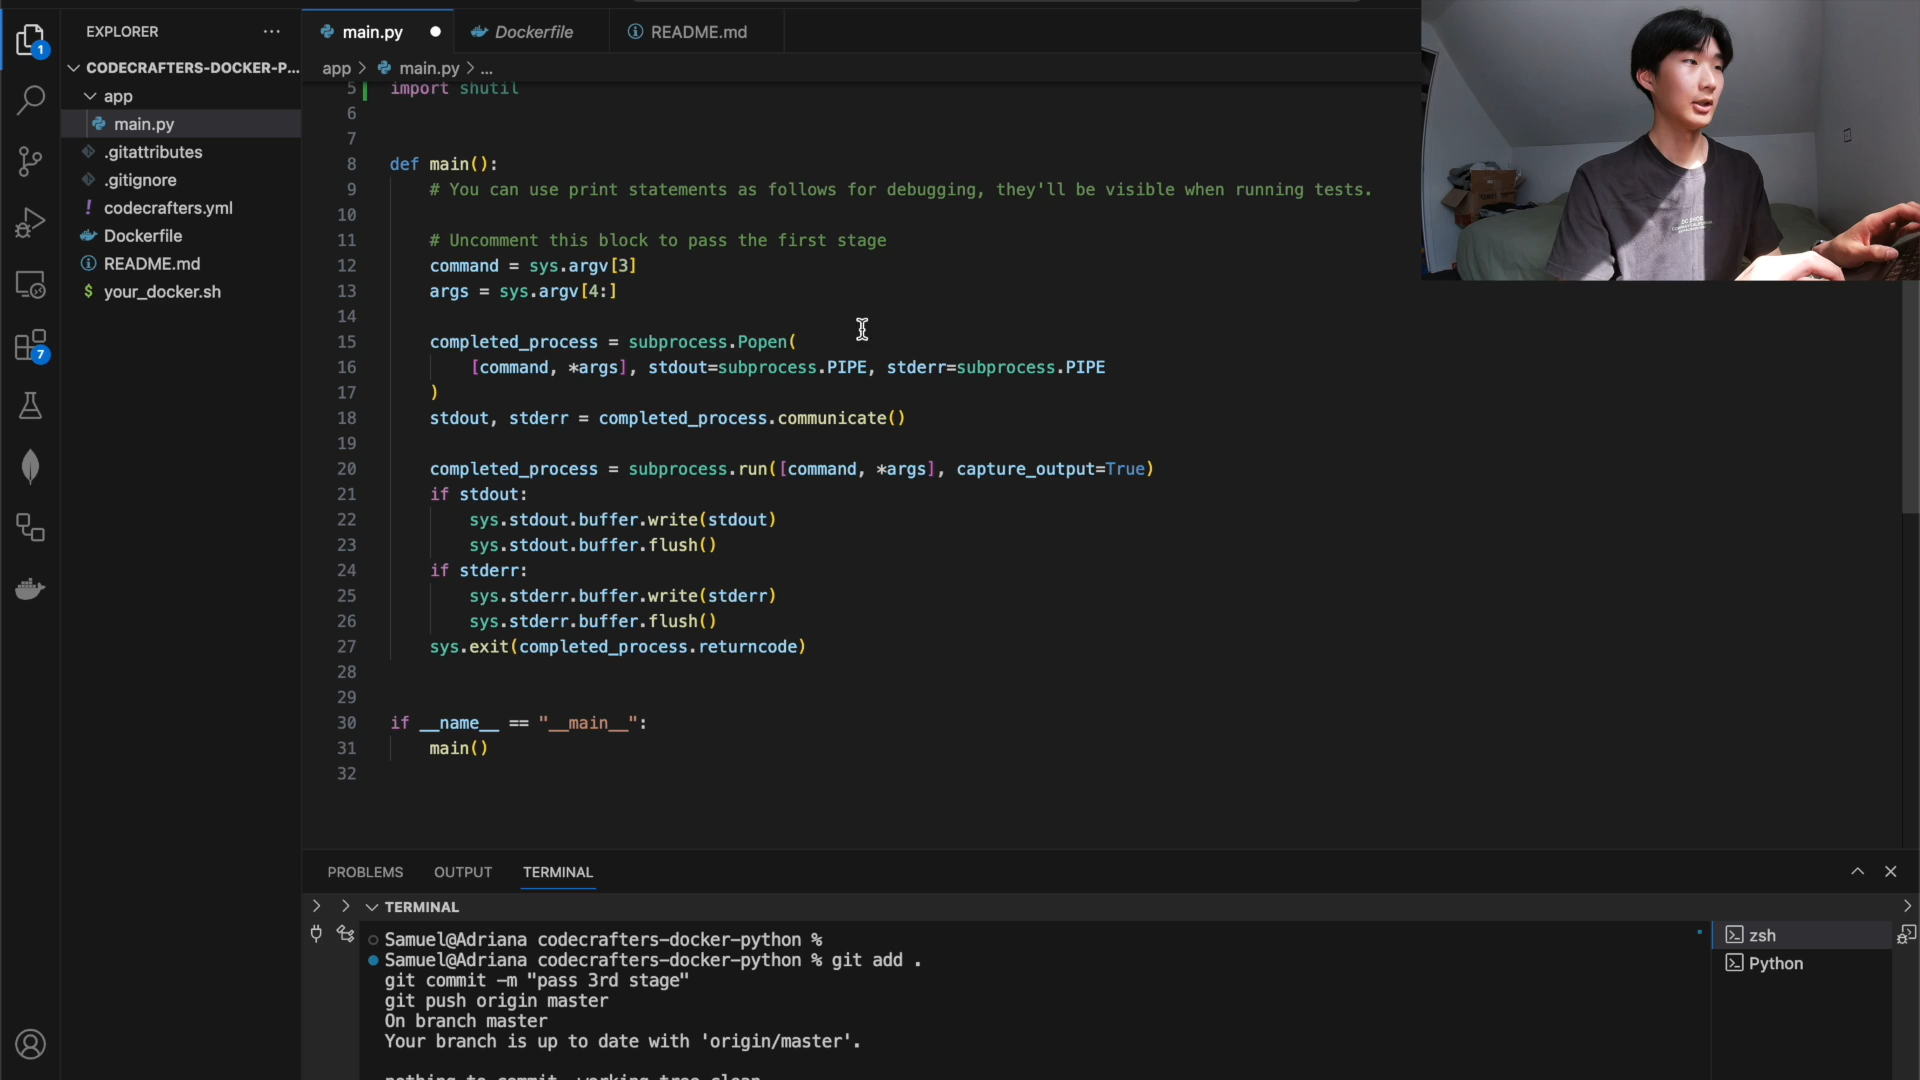 EXPLORER
1
CODECRAFTERS-DOCKER-P...
app
main.py
.gitattributes
.gitignore
! codecrafters.yml
Dockerfile
README.md
$ your_docker.sh
7
main.py
Dockerfile
README.md
app > main.py > ...
5 import shutil
6
7
8 def main():
9 # You can use print statements as follows for debugging, they'll be visible when running tests.
10
11 # Uncomment this block to pass the first stage
12 command = sys.argv[3]
13 args = sys.argv[4:]
14
15 completed_process = subprocess.Popen(
16 [command, *args], stdout=subprocess.PIPE, stderr=subprocess.PIPE
17 )
18 stdout, stderr = completed_process.communicate()
19
20 completed_process = subprocess.run([command, *args], capture_output=True)
21 if stdout:
22 sys.stdout.buffer.write(stdout)
23 sys.stdout.buffer.flush()
24 if stderr:
25 sys.stderr.buffer.write(stderr)
26 sys.stderr.buffer.flush()
27 sys.exit(completed_process.returncode)
28
29
30 if __name__ == "__main__":
31 main()
32
PROBLEMS OUTPUT TERMINAL
TERMINAL
Samuel@Adriana codecrafters-docker-python %
Samuel@Adriana codecrafters-docker-python % git add .
git commit -m "pass 3rd stage"
git push origin master
On branch master
Your branch is up to date with 'origin/master'.
nothing to commit, working tree clean
zsh
Python